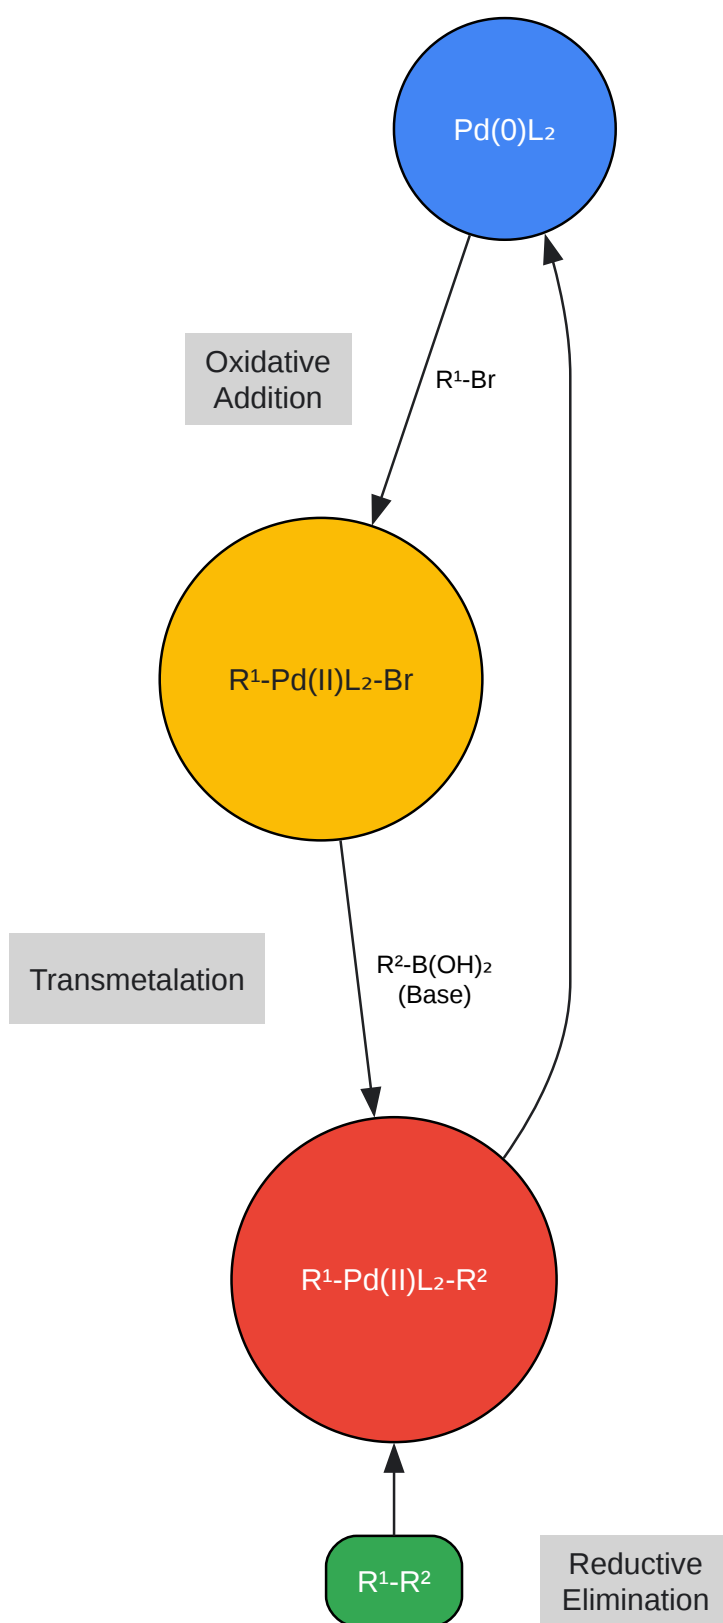 Pd(0)L₂
Oxidative
Addition
R¹-Br
R¹-Pd(II)L₂-Br
Transmetalation
R²-B(OH)₂
(Base)
R¹-Pd(II)L₂-R²
R¹-R²
Reductive
Elimination